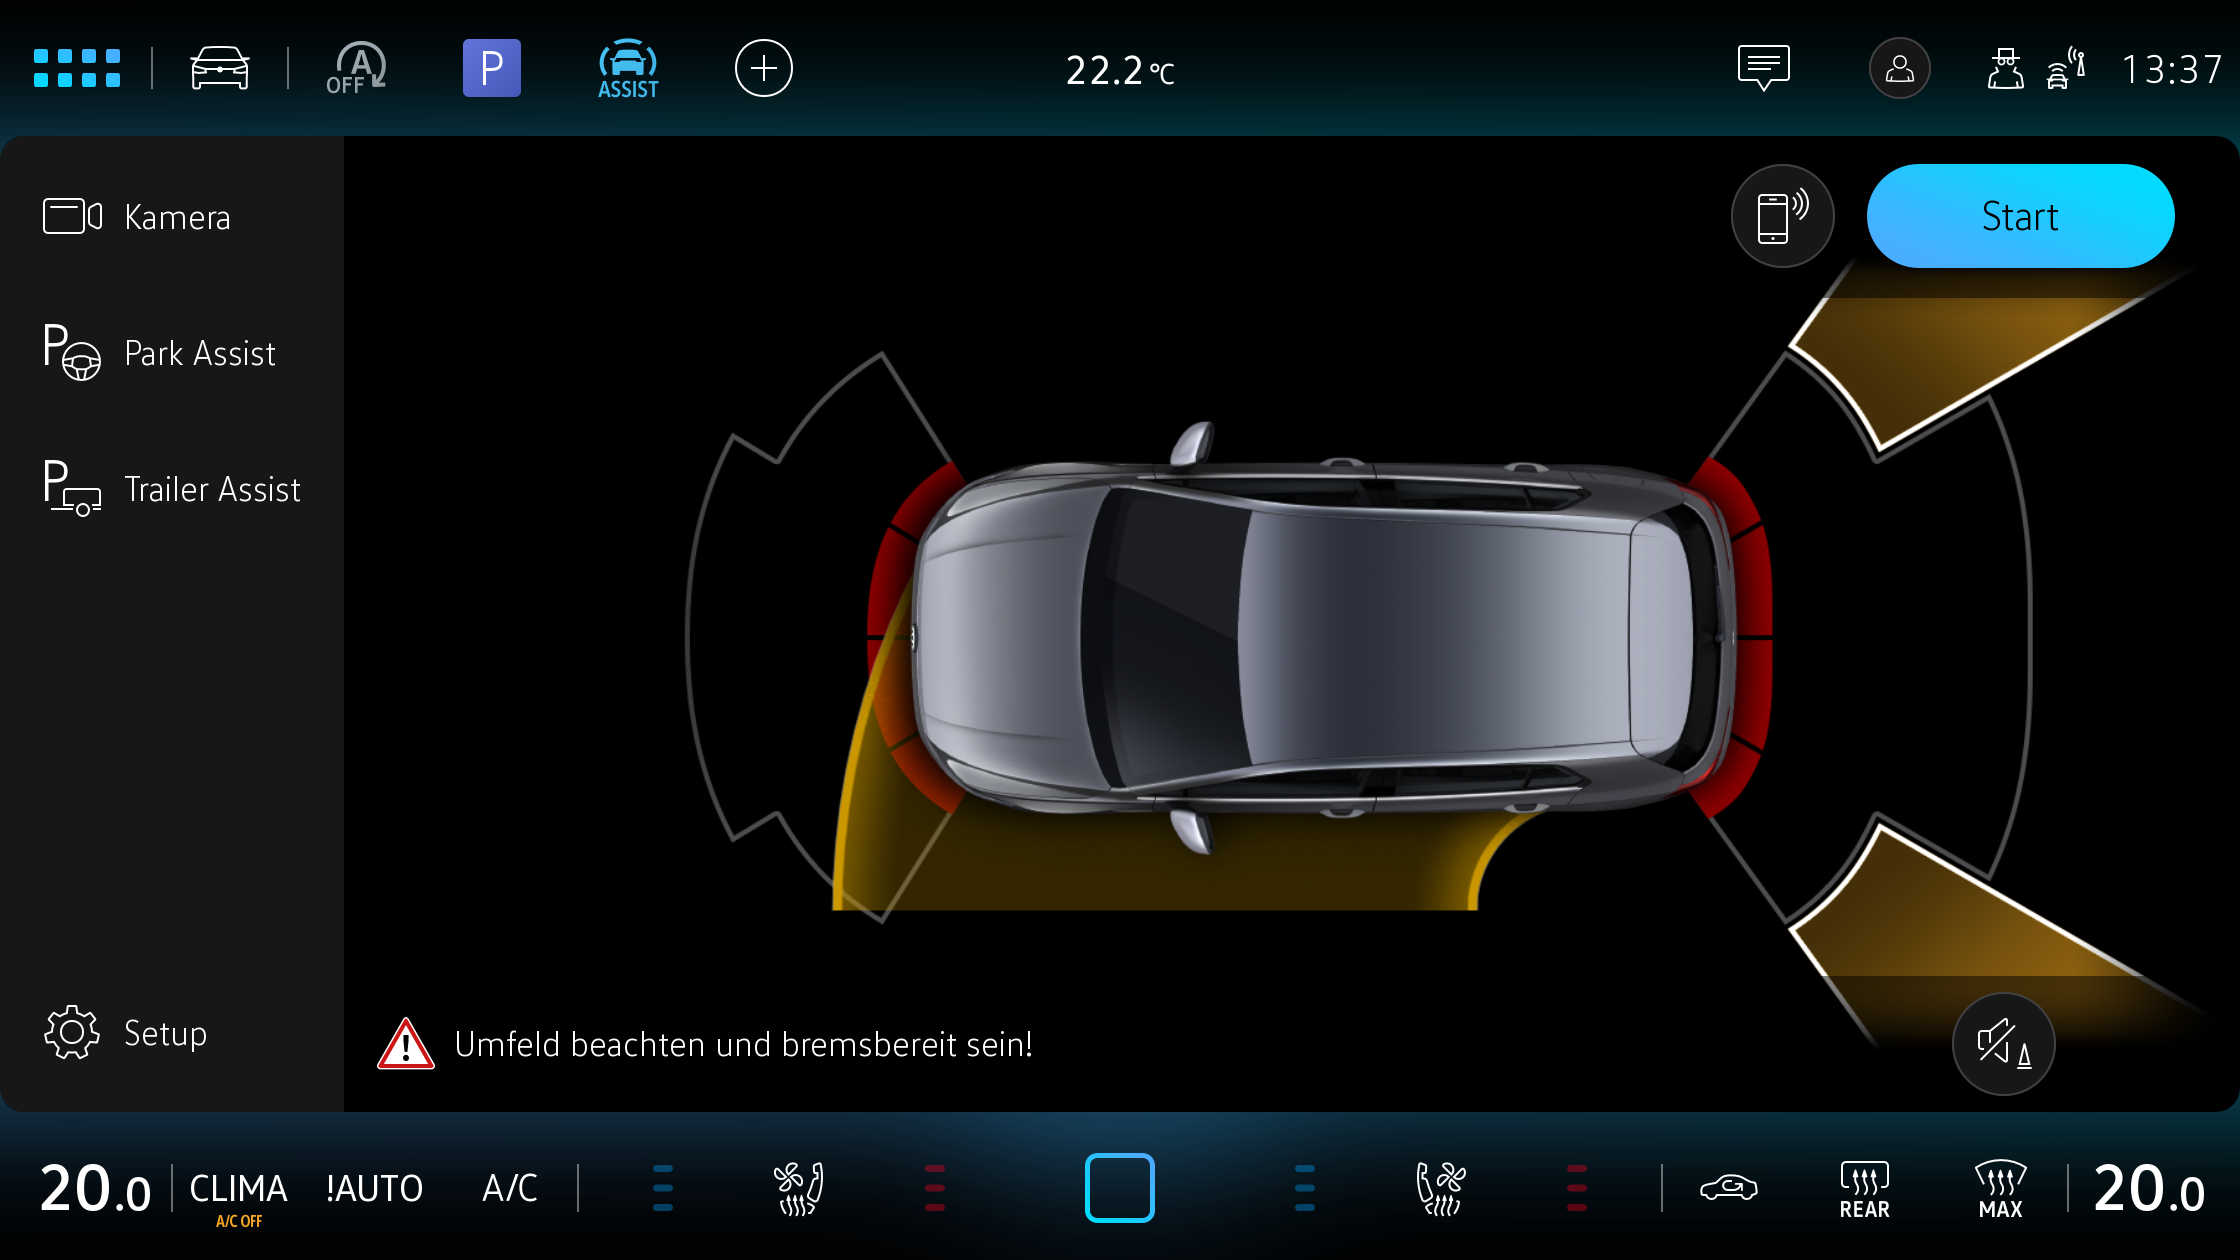 A
OFF
P
ASSIST
22.2 °C
13:37
Kamera
Start
P
Park Assist
P
Trailer Assist
Setup
Umfeld beachten und bremsbereit sein!
20.0
CLIMA
A/C OFF
!AUTO
A/C
REAR
MAX
20.0